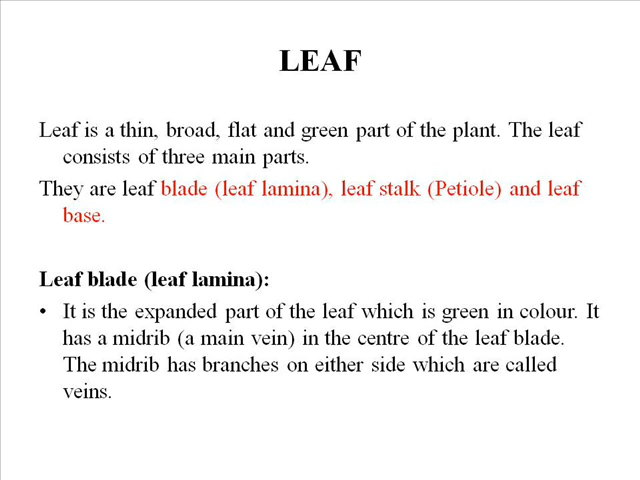 LEAF
Leaf is a thin, broad, flat and green part of the plant. The leaf
consists of three main parts.
They are leaf blade (leaf lamina), leaf stalk (Petiole) and leaf
base.
Leaf blade (leaf lamina):
• It is the expanded part of the leaf which is green in colour. It
has a midrib (a main vein) in the centre of the leaf blade.
The midrib has branches on either side which are called
veins.